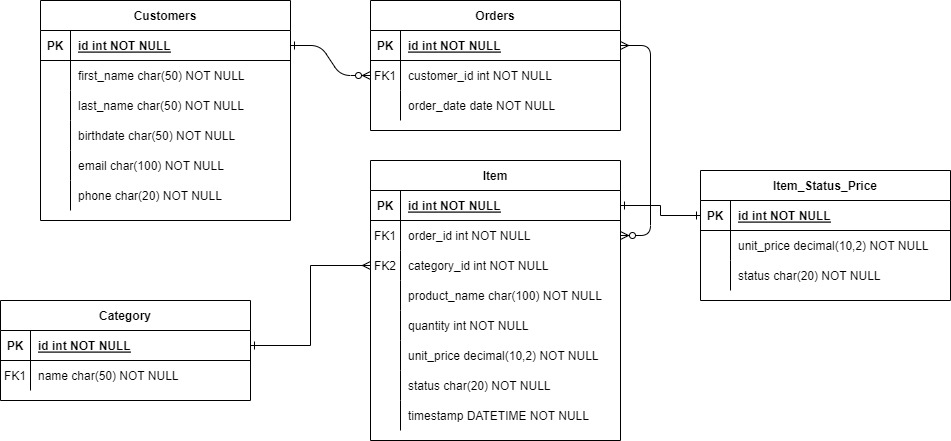 Customers
PK id int NOT NULL
first_name char(50) NOT NULL
last_name char(50) NOT NULL
birthdate char(50) NOT NULL
email char(100) NOT NULL
phone char(20) NOT NULL
Orders
PK id int NOT NULL
FK1 customer_id int NOT NULL
order_date date NOT NULL
Item
PK id int NOT NULL
FK1 order_id int NOT NULL
FK2 category_id int NOT NULL
product_name char(100) NOT NULL
quantity int NOT NULL
unit_price decimal(10,2) NOT NULL
status char(20) NOT NULL
timestamp DATETIME NOT NULL
Item_Status_Price
PK id int NOT NULL
unit_price decimal(10,2) NOT NULL
status char(20) NOT NULL
Category
PK id int NOT NULL
FK1 name char(50) NOT NULL